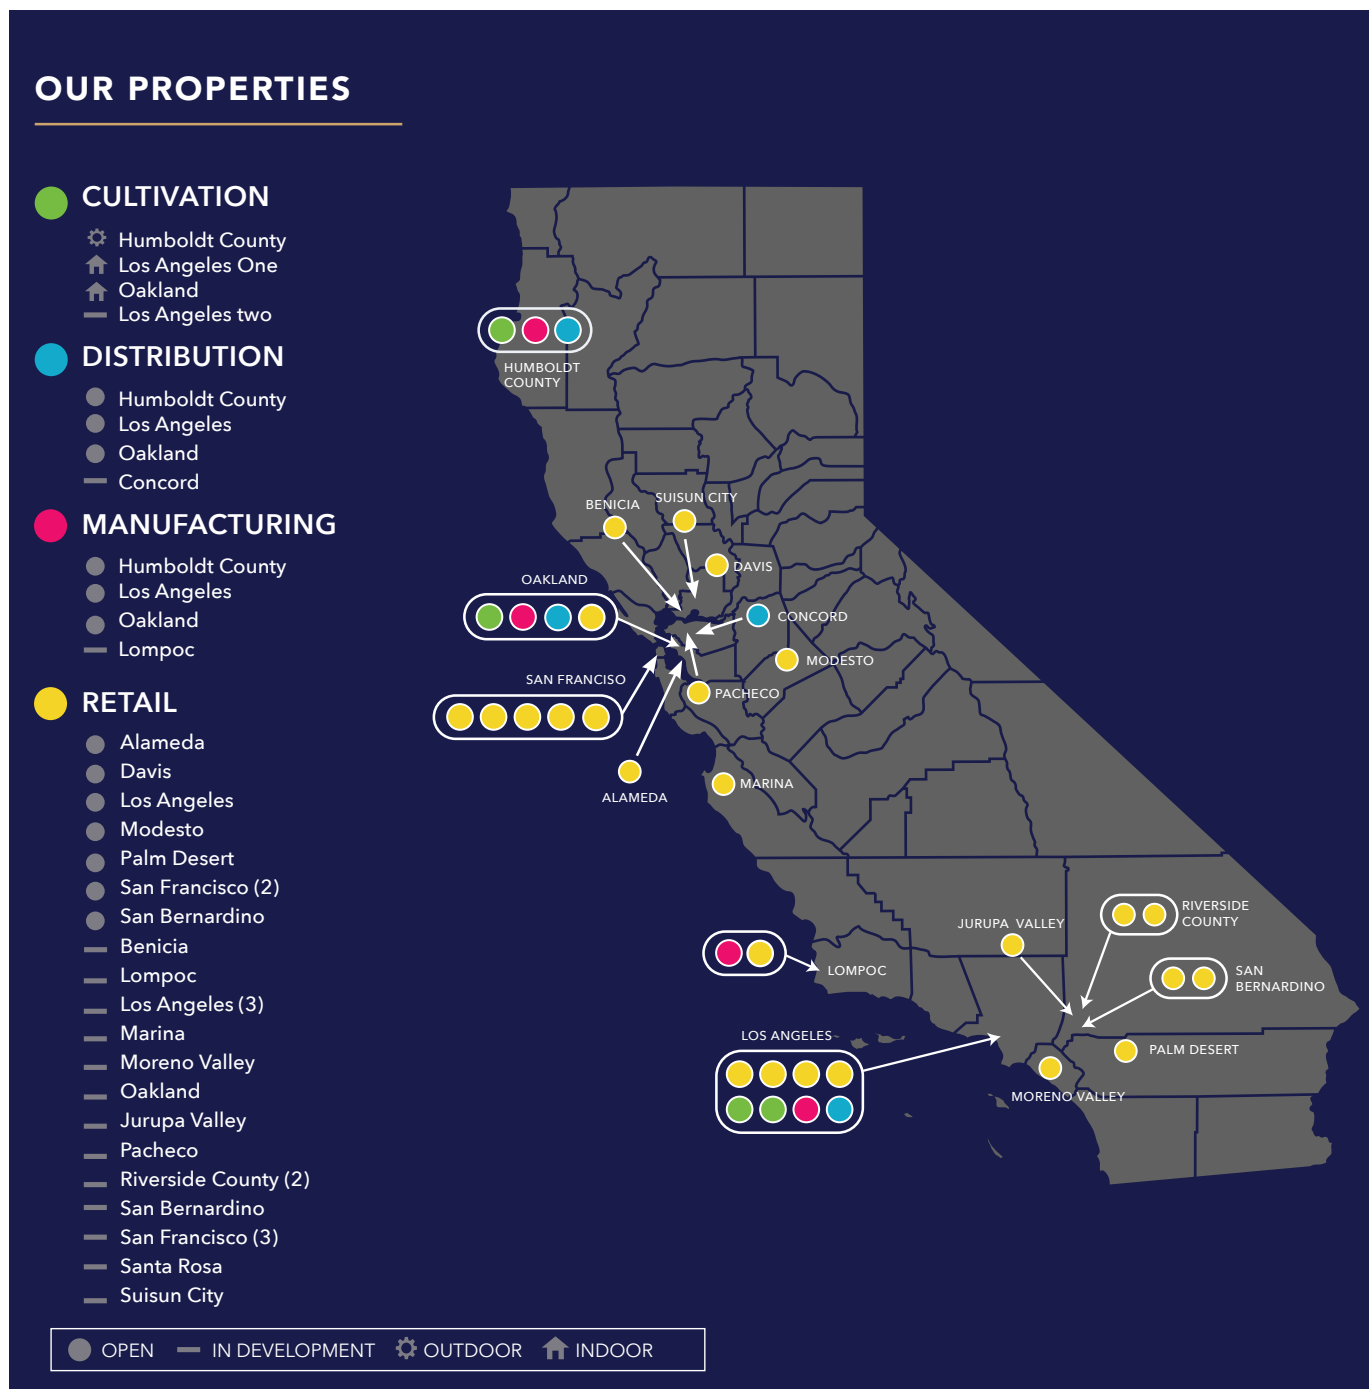 OUR PROPERTIES
CULTIVATION
Humboldt County
Los Angeles One
Oakland
Los Angeles two
DISTRIBUTION
Humboldt County
Los Angeles
Oakland
Concord
MANUFACTURING
Humboldt County
Los Angeles
Oakland
Lompoc
RETAIL
Alameda
Davis
Los Angeles
Modesto
Palm Desert
San Francisco (2)
San Bernardino
Benicia
Lompoc
Los Angeles (3)
Marina
Moreno Valley
Oakland
Jurupa Valley
Pacheco
Riverside County (2)
San Bernardino
San Francisco (3)
Santa Rosa
Suisun City
OPEN IN DEVELOPMENT OUTDOOR INDOOR
HUMBOLDT
COUNTY
BENICIA
SUISUN CITY
DAVIS
OAKLAND
CONCORD
MODESTO
SAN FRANCISO
PACHECO
ALAMEDA
MARINA
JURUPA VALLEY
RIVERSIDE
COUNTY
LOMPOC
SAN
BERNARDINO
LOS ANGELES
PALM DESERT
MORENO VALLEY